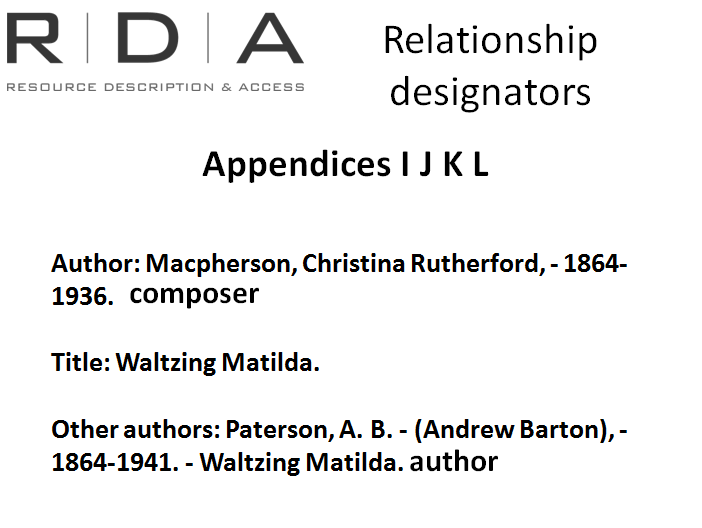 R | D | A
RESOURCE DESCRIPTION & ACCESS
Relationship
designators
Appendices I J K L
Author: Macpherson, Christina Rutherford, - 1864-
1936. composer
Title: Waltzing Matilda.
Other authors: Paterson, A. B. - (Andrew Barton), -
1864-1941. - Waltzing Matilda. author